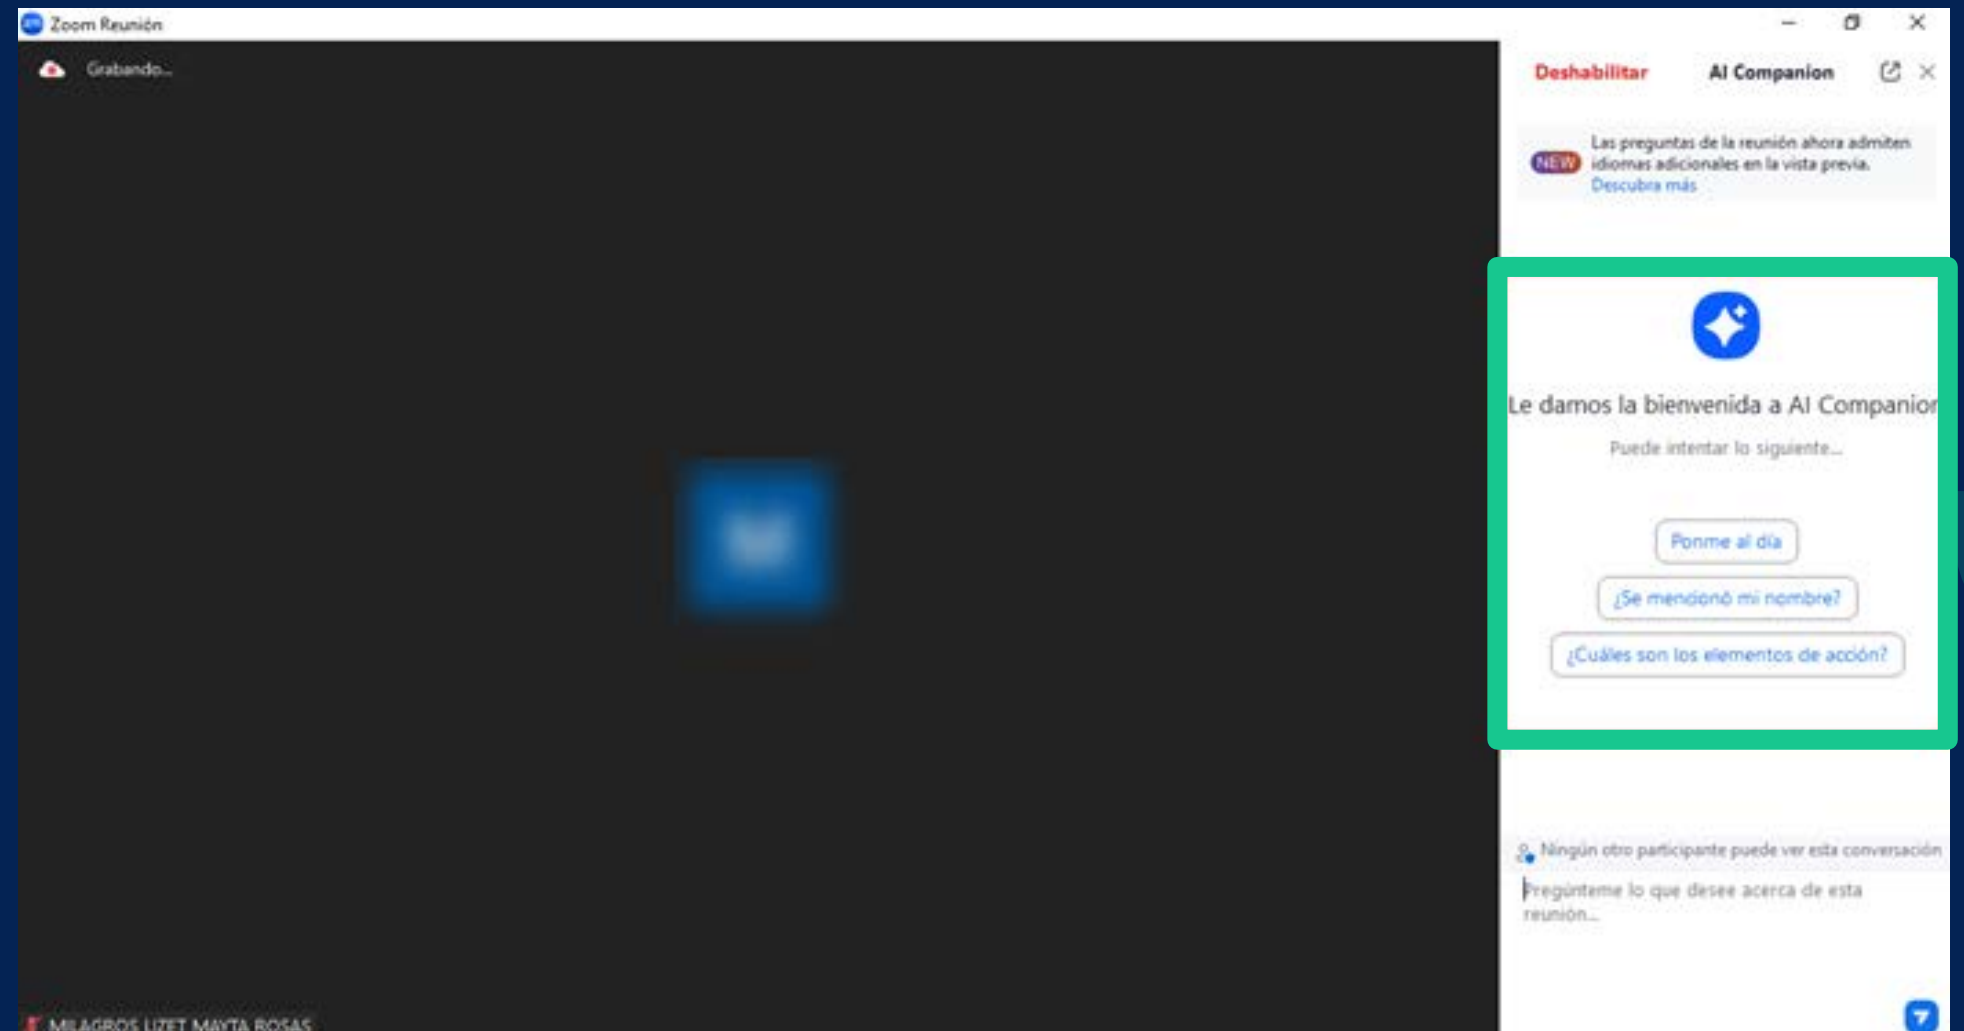 Zoom Reunión
Grabando...
Deshabilitar
AI Companion
NEW
Las preguntas de la reunión ahora admiten
idiomas adicionales en la vista previa.
Descubra más
Le damos la bienvenida a AI Companion
Puede intentar lo siguiente...
Ponme al día
¿Se mencionó mi nombre?
¿Cuáles son los elementos de acción?
Ningún otro participante puede ver esta conversación
Pregúnteme lo que desee acerca de esta
reunión...
MILAGROS LIZET MAYTA ROSAS